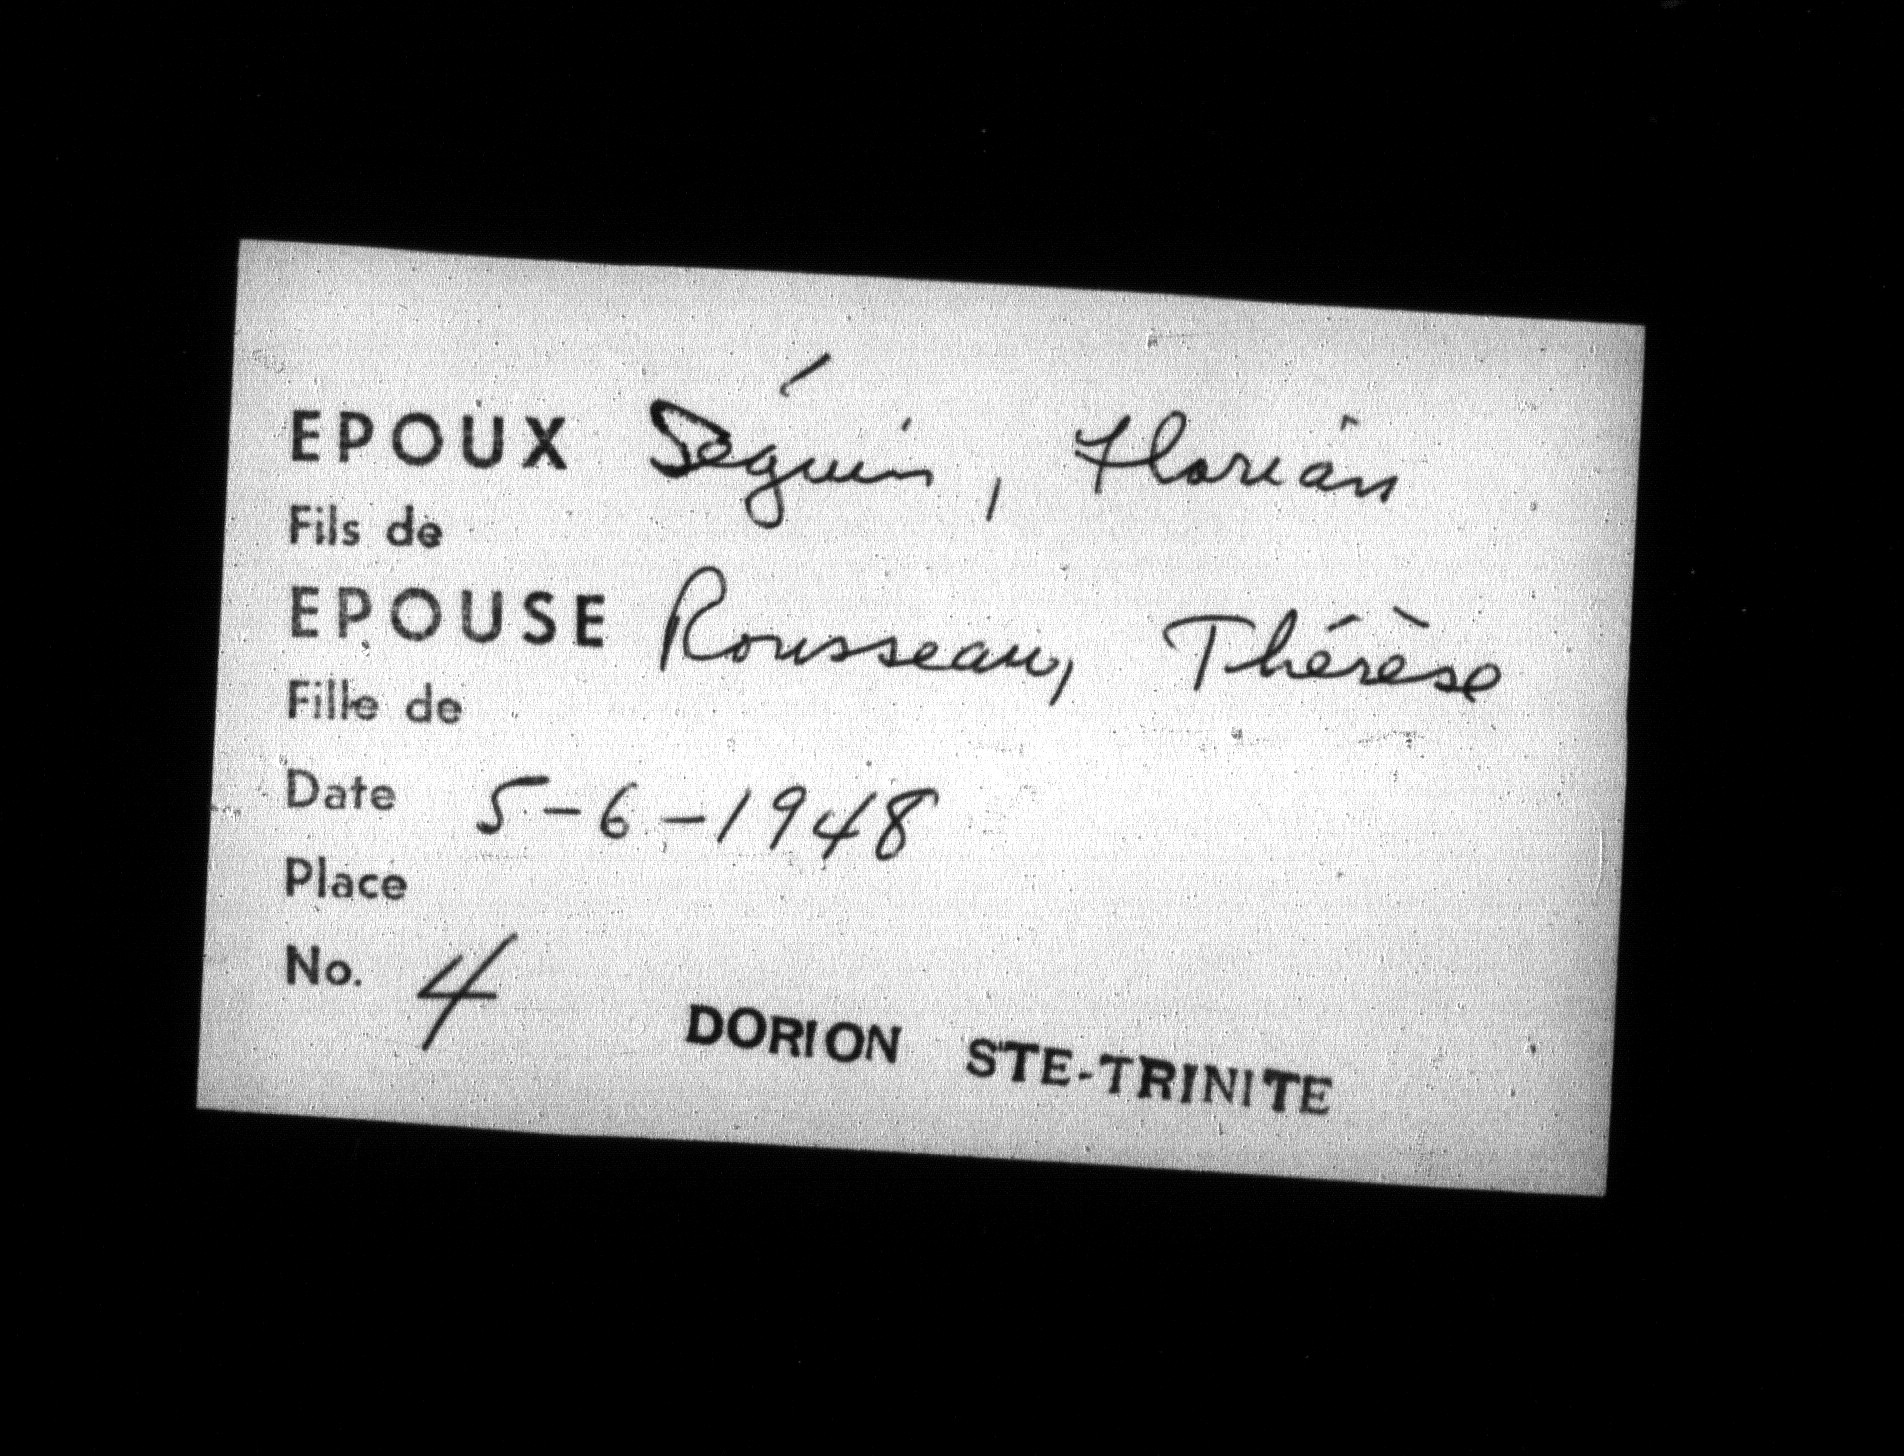 EPOUX Séguin, Florian
Fils de
EPOUSE Rousseau, Thérèse
Fille de
Date 5-6-1948
Place
No. 4
DORION STE-TRINITE